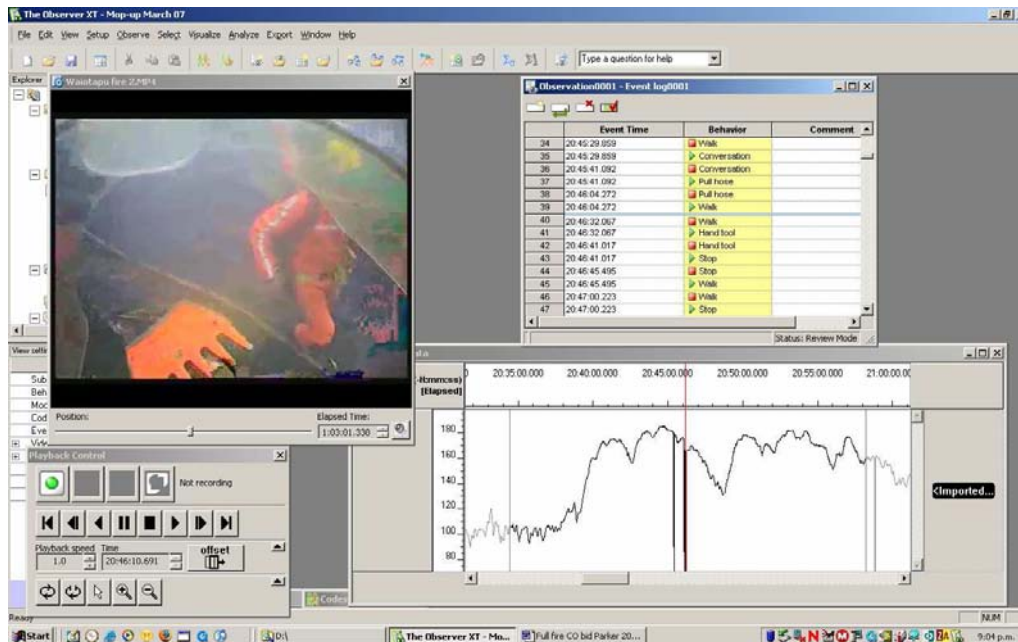 The Observer XT - Mop-up March 07
File Edit View Setup Observe Select Visualize Analyze Export Window Help
Type a question for help
Explorer
Waiotapu fire 2.MP4
Observation0001 - Event log0001
Event Time Behavior Comment
34 20:45:29.859 Walk
35 20:45:29.859 Conversation
36 20:45:41.092 Conversation
37 20:45:41.092 Pull hose
38 20:46:04.272 Pull hose
39 20:46:04.272 Walk
40 20:46:32.067 Walk
41 20:46:32.067 Hand tool
42 20:46:41.017 Hand tool
43 20:46:41.017 Stop
44 20:46:45.495 Stop
45 20:46:45.495 Walk
46 20:47:00.223 Walk
47 20:47:00.223 Stop
Status: Review Mode
View setti
Sub
Beh
Mod
Cod
Eve
Vide
Position:
Elapsed Time:
1:03:01.338
ata
-H:mm:ss)
[Elapsed]
20:35:00.000 20:40:00.000 20:45:00.000 20:50:00.000 20:55:00.000 21:00:00.00
180
160
140
120
100
80
<Imported...
Playback Control
Not recording
Playback speed Time
1.0 20:46:10.691 offset
Codes
Ready
NUM
Start D:\ The Observer XT - Mo... Full fire CO bid Parker 20... 9:04 p.m.